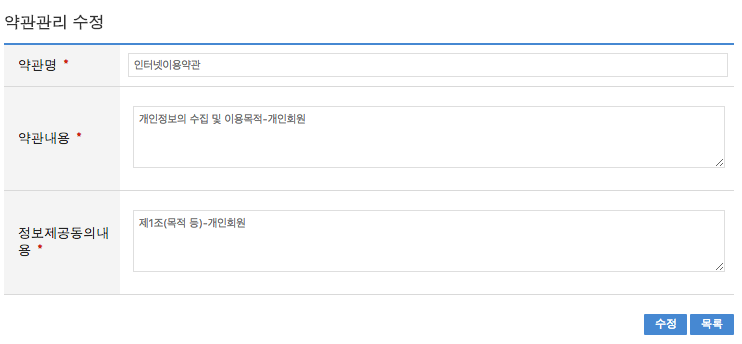 약관관리 수정
약관명 *
인터넷이용약관
약관내용 *
개인정보의 수집 및 이용목적-개인회원
정보제공동의내
용 *
제1조(목적 등)-개인회원
수정 목록